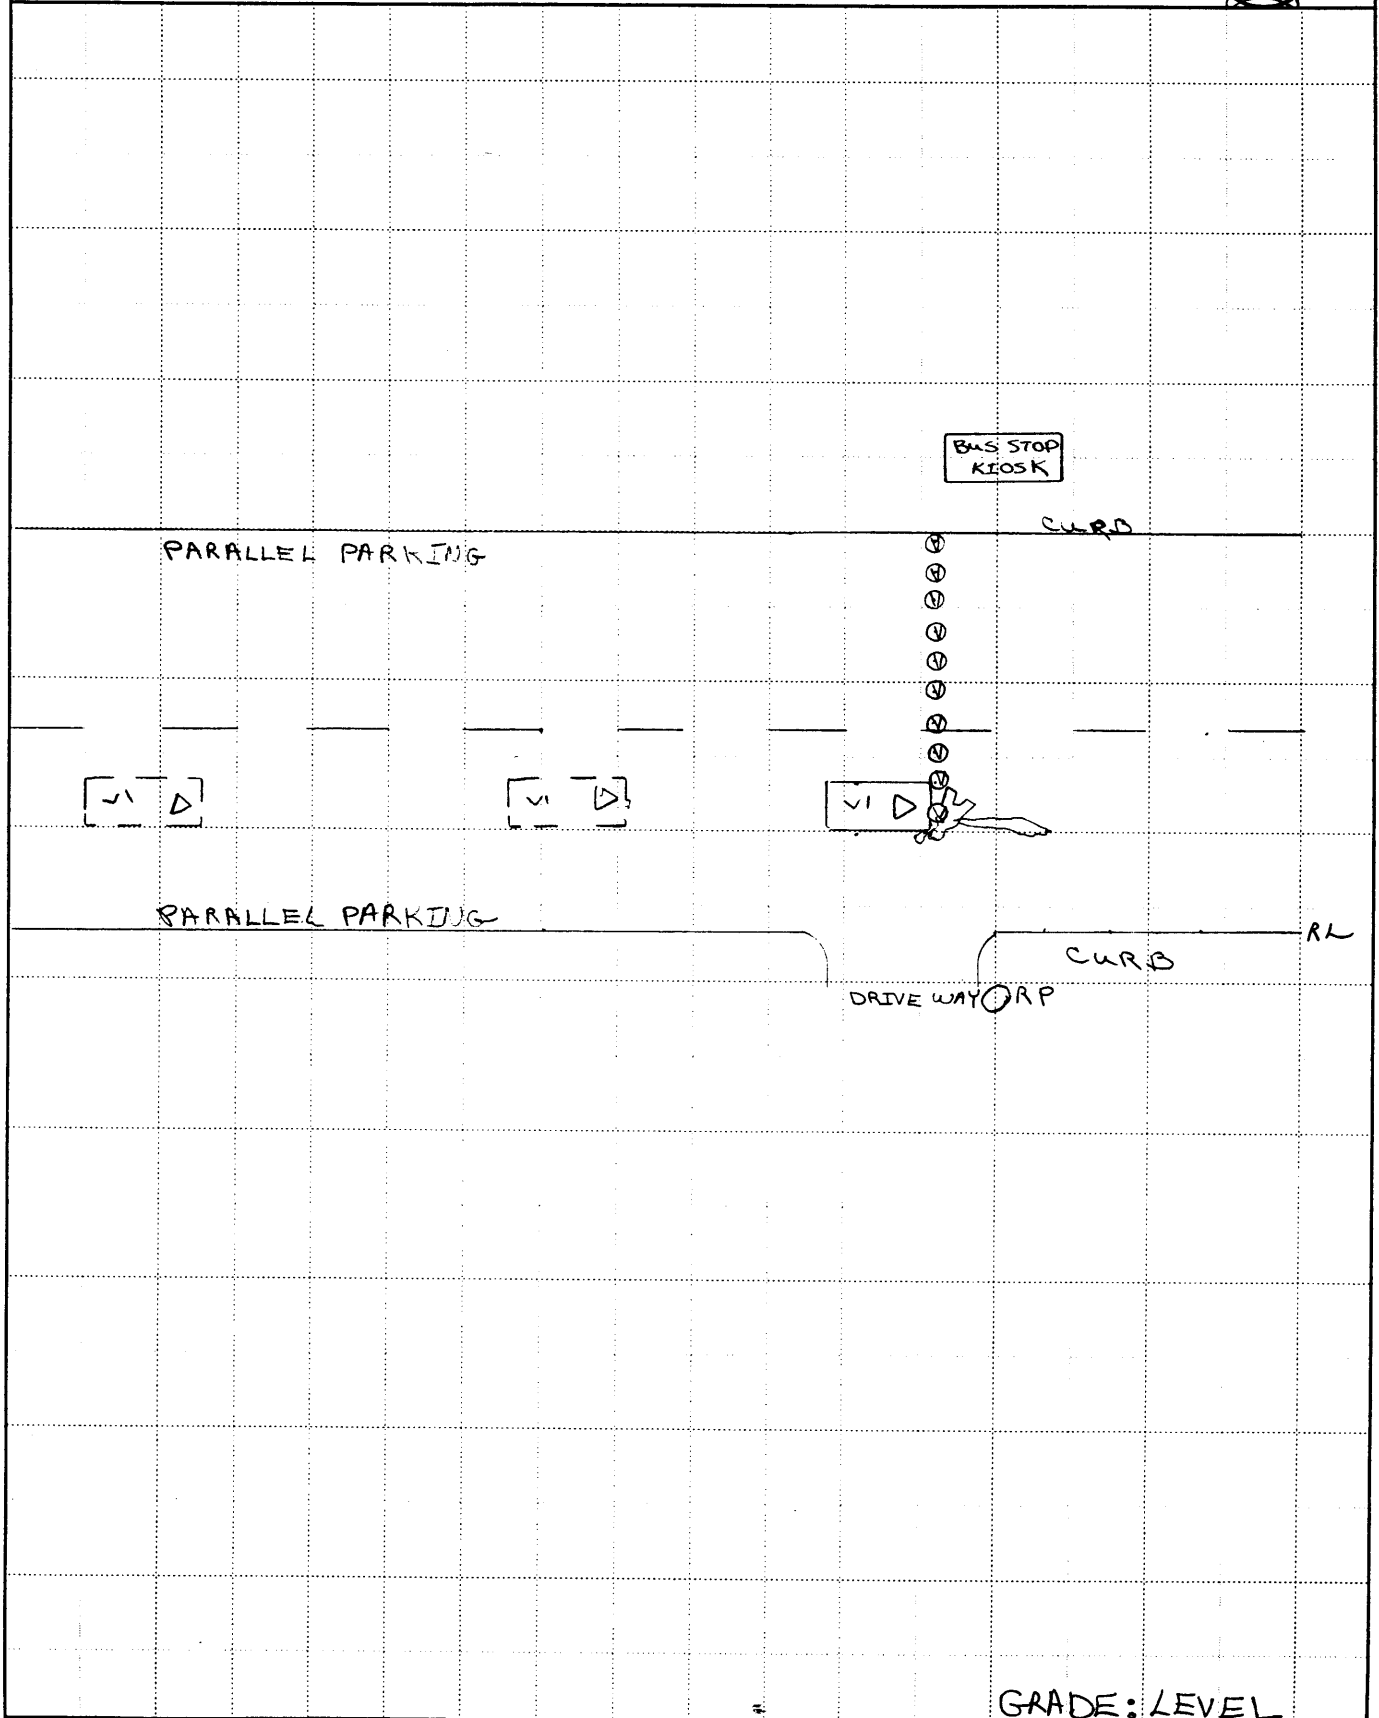 BUS STOP
KIOSK
CURB
PARALLEL PARKING
V1
V1
V1
PARALLEL PARKING
RL
CURB
DRIVE WAY
RP
GRADE: LEVEL